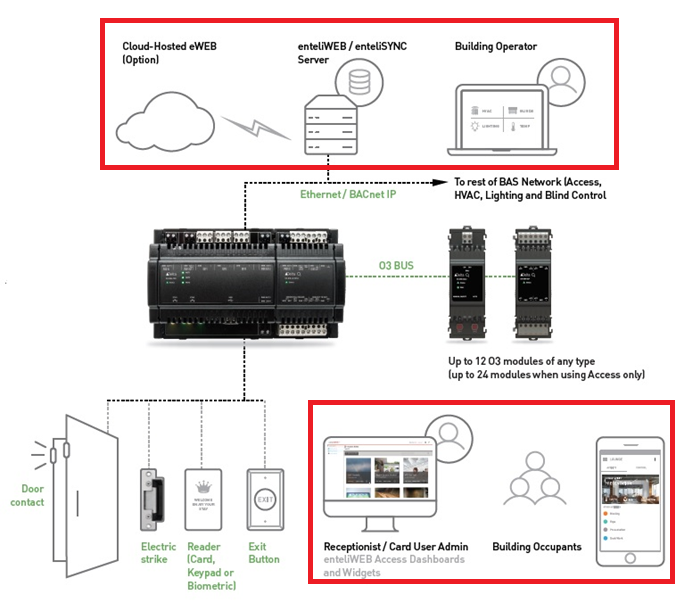 Cloud-Hosted eWEB
(Option)
enteliWEB / enteliSYNC
Server
Building Operator
HVAC
LIGHTING
TEMP
Ethernet / BACnet IP
To rest of BAS Network (Access,
HVAC, Lighting and Blind Control
O3 BUS
Up to 12 O3 modules of any type
(up to 24 modules when using Access only)
Door
contact
EXIT
Electric
strike
Reader
(Card,
Keypad or
Biometric)
Exit
Button
Receptionist / Card User Admin
enteliWEB Access Dashboards
and Widgets
Building Occupants